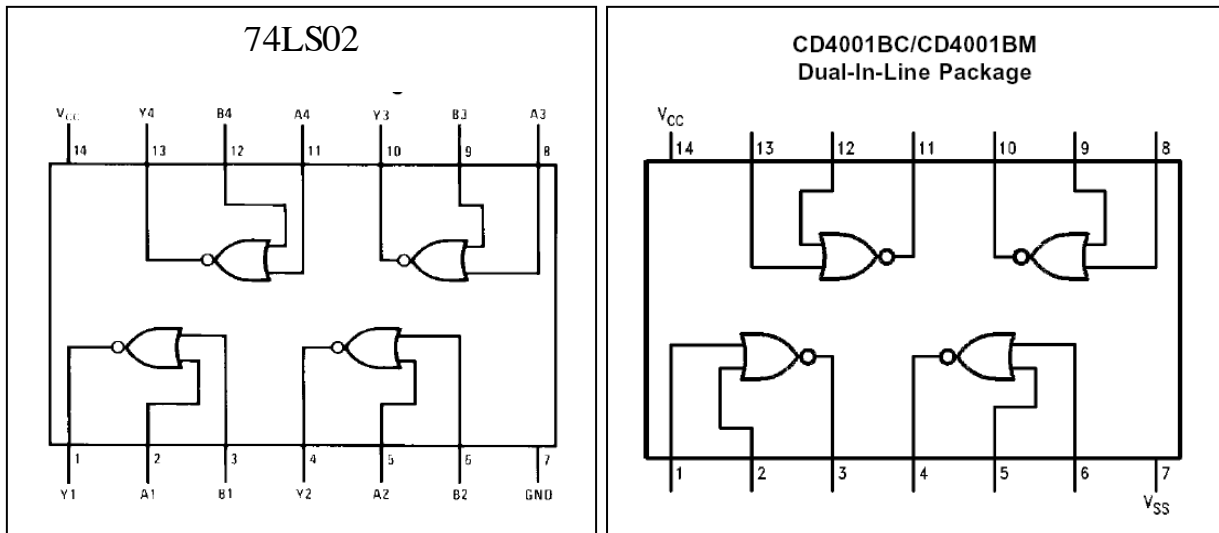 74LS02
VCC Y4 B4 A4 Y3 B3 A3
14 13 12 11 10 9 8
1 2 3 4 5 6 7
Y1 A1 B1 Y2 A2 B2 GND
CD4001BC/CD4001BM
Dual-In-Line Package
VCC
14 13 12 11 10 9 8
1 2 3 4 5 6 7
VSS